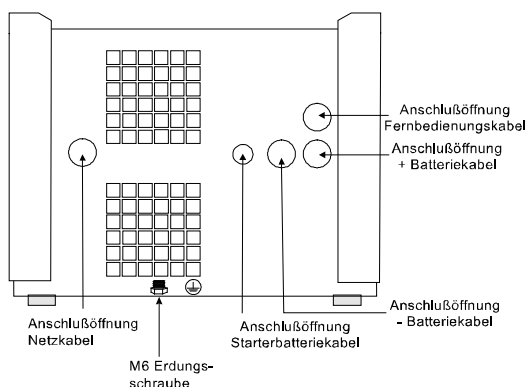 Anschlußöffnung
Fernbedienungskabel
Anschlußöffnung
+ Batteriekabel
Anschlußöffnung
- Batteriekabel
Anschlußöffnung
Netzkabel
Anschlußöffnung
Starterbatteriekabel
M6 Erdungs-
schraube